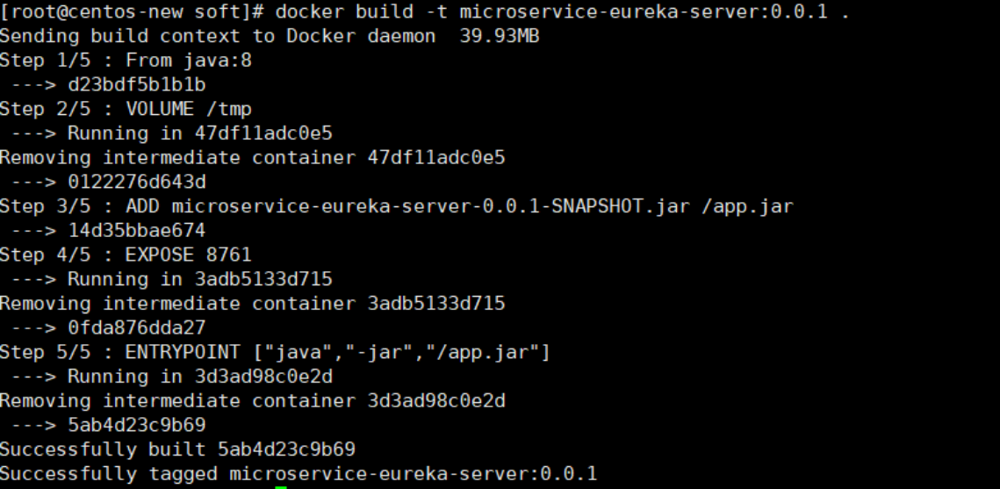 [root@centos-new soft]# docker build -t microservice-eureka-server:0.0.1 .
Sending build context to Docker daemon  39.93MB
Step 1/5 : From java:8
 ---> d23bdf5b1b1b
Step 2/5 : VOLUME /tmp
 ---> Running in 47df11adc0e5
Removing intermediate container 47df11adc0e5
 ---> 0122276d643d
Step 3/5 : ADD microservice-eureka-server-0.0.1-SNAPSHOT.jar /app.jar
 ---> 14d35bbae674
Step 4/5 : EXPOSE 8761
 ---> Running in 3adb5133d715
Removing intermediate container 3adb5133d715
 ---> 0fda876dda27
Step 5/5 : ENTRYPOINT ["java","-jar","/app.jar"]
 ---> Running in 3d3ad98c0e2d
Removing intermediate container 3d3ad98c0e2d
 ---> 5ab4d23c9b69
Successfully built 5ab4d23c9b69
Successfully tagged microservice-eureka-server:0.0.1